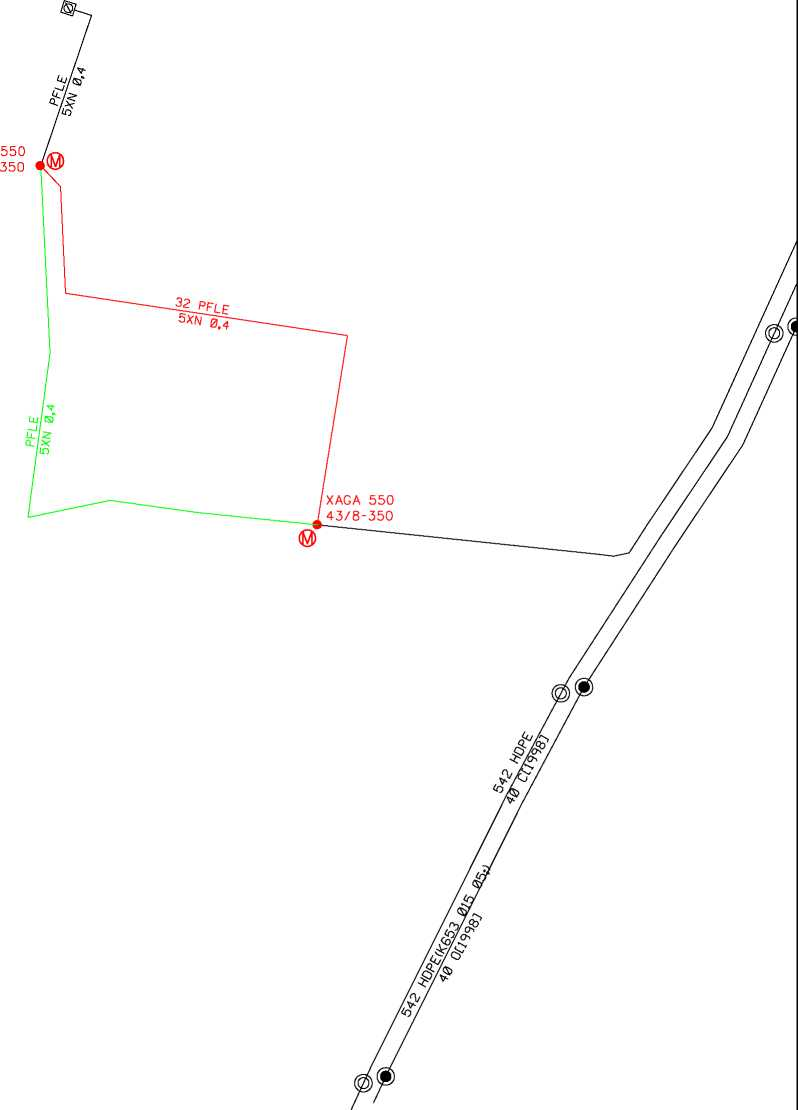 PFLE
5XN 0,4
550
350
M
32 PFLE
5XN 0,4
PFLE
5XN 0,4
XAGA 550
43/8-350
M
542 HDPE
40 C[1998]
542 HDPE(K653 015 05;)
40 O[1998]